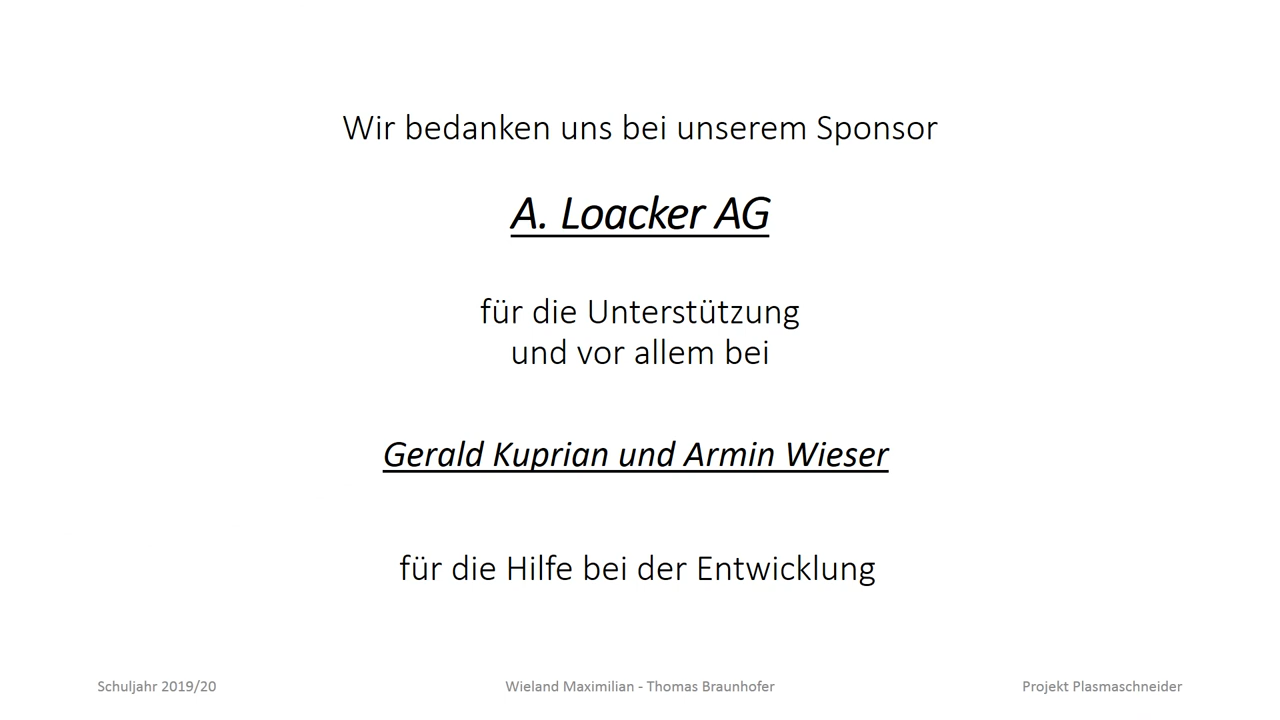 Wir bedanken uns bei unserem Sponsor
A. Loacker AG
für die Unterstützung
und vor allem bei
Gerald Kuprian und Armin Wieser
für die Hilfe bei der Entwicklung
Schuljahr 2019/20
Wieland Maximilian - Thomas Braunhofer
Projekt Plasmaschneider